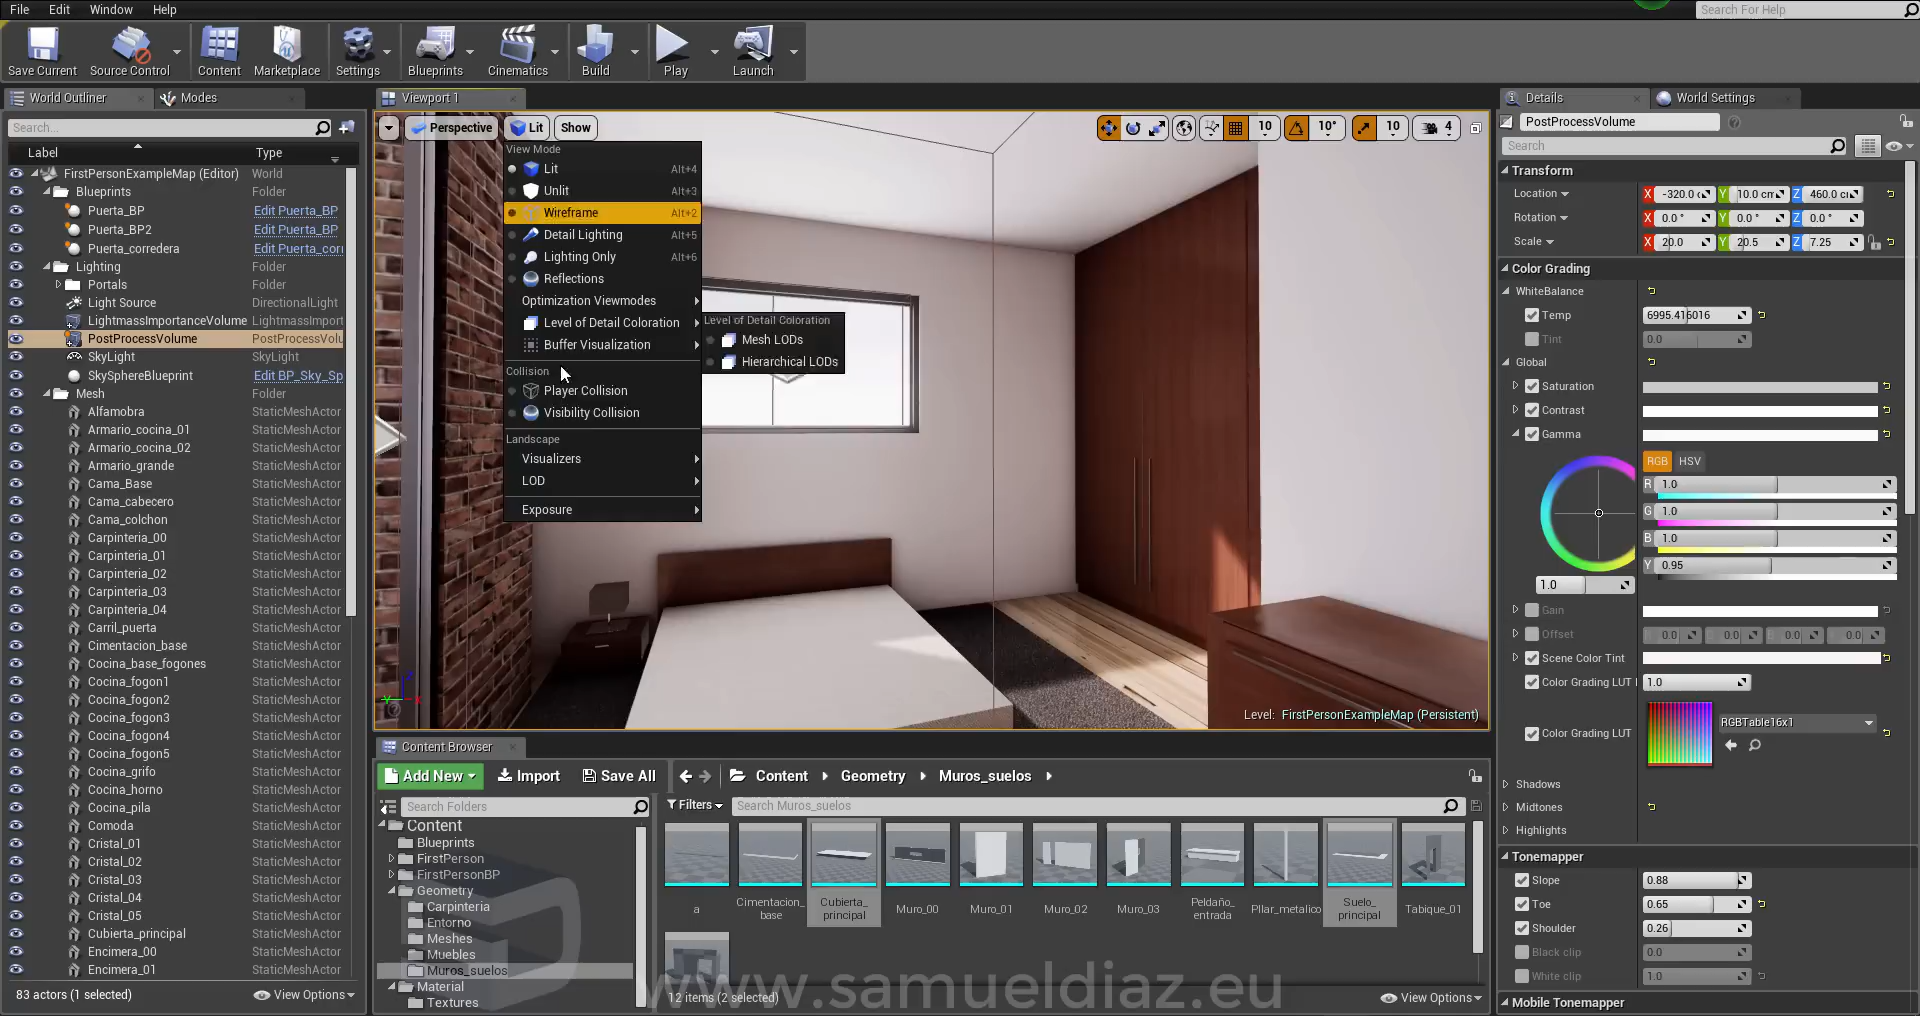 File Edit Window Help
Search For Help
Save Current Source Control Content Marketplace Settings Blueprints Cinematics Build Play Launch
World Outliner Modes
Search...
Label Type
FirstPersonExampleMap (Editor) World
Blueprints Folder
Puerta_BP Edit Puerta_BP
Puerta_BP2 Edit Puerta_BP
Puerta_corredera Edit Puerta_corr
Lighting Folder
Portals Folder
Light Source DirectionalLight
LightmassImportanceVolume LightmassImport
PostProcessVolume PostProcessVolu
SkyLight SkyLight
SkySphereBlueprint Edit BP_Sky_Sp
Mesh Folder
Alfamobra StaticMeshActor
Armario_cocina_01 StaticMeshActor
Armario_cocina_02 StaticMeshActor
Armario_grande StaticMeshActor
Cama_Base StaticMeshActor
Cama_cabecero StaticMeshActor
Cama_colchon StaticMeshActor
Carpinteria_00 StaticMeshActor
Carpinteria_01 StaticMeshActor
Carpinteria_02 StaticMeshActor
Carpinteria_03 StaticMeshActor
Carpinteria_04 StaticMeshActor
Carril_puerta StaticMeshActor
Cimentacion_base StaticMeshActor
Cocina_base_fogones StaticMeshActor
Cocina_fogon1 StaticMeshActor
Cocina_fogon2 StaticMeshActor
Cocina_fogon3 StaticMeshActor
Cocina_fogon4 StaticMeshActor
Cocina_fogon5 StaticMeshActor
Cocina_grifo StaticMeshActor
Cocina_horno StaticMeshActor
Cocina_pila StaticMeshActor
Comoda StaticMeshActor
Cristal_01 StaticMeshActor
Cristal_02 StaticMeshActor
Cristal_03 StaticMeshActor
Cristal_04 StaticMeshActor
Cristal_05 StaticMeshActor
Cubierta_principal StaticMeshActor
Encimera_00 StaticMeshActor
Encimera_01 StaticMeshActor
83 actors (1 selected) View Options
Viewport 1
Perspective Lit Show 10 10° 10 4
View Mode
Lit Alt+4
Unlit Alt+3
Wireframe Alt+2
Detail Lighting Alt+5
Lighting Only Alt+6
Reflections
Optimization Viewmodes
Level of Detail Coloration
Buffer Visualization
Collision
Player Collision
Visibility Collision
Landscape
Visualizers
LOD
Exposure
Level of Detail Coloration
Mesh LODs
Hierarchical LODs
Level: FirstPersonExampleMap (Persistent)
Content Browser
Add New Import Save All Content Geometry Muros_suelos
Search Folders
Content
Blueprints
FirstPerson
FirstPersonBP
Geometry
Carpinteria
Entorno
Meshes
Muebles
Muros_suelos
Material
Textures
Filters Search Muros_suelos
a
Cimentacion_
base
Cubierta_
principal
Muro_00
Muro_01
Muro_02
Muro_03
Peldaño_
entrada
PIlar_metalico
Suelo_
principal
Tabique_01
12 items (2 selected) View Options
www.samueldiaz.eu
Details World Settings
PostProcessVolume
Search
Transform
Location X -320.0 c Y 10.0 cm Z 460.0 c
Rotation X 0.0 ° Y 0.0 ° Z 0.0 °
Scale X 20.0 Y 20.5 Z 7.25
Color Grading
WhiteBalance
Temp 6995.416016
Tint 0.0
Global
Saturation
Contrast
Gamma
RGB HSV
R 1.0
G 1.0
B 1.0
Y 0.95
1.0
Gain
Offset 0.0 0.0 0.0 0.0
Scene Color Tint
Color Grading LUT I 1.0
Color Grading LUT RGBTable16x1
Shadows
Midtones
Highlights
Tonemapper
Slope 0.88
Toe 0.65
Shoulder 0.26
Black clip 0.0
White clip 1.0
Mobile Tonemapper